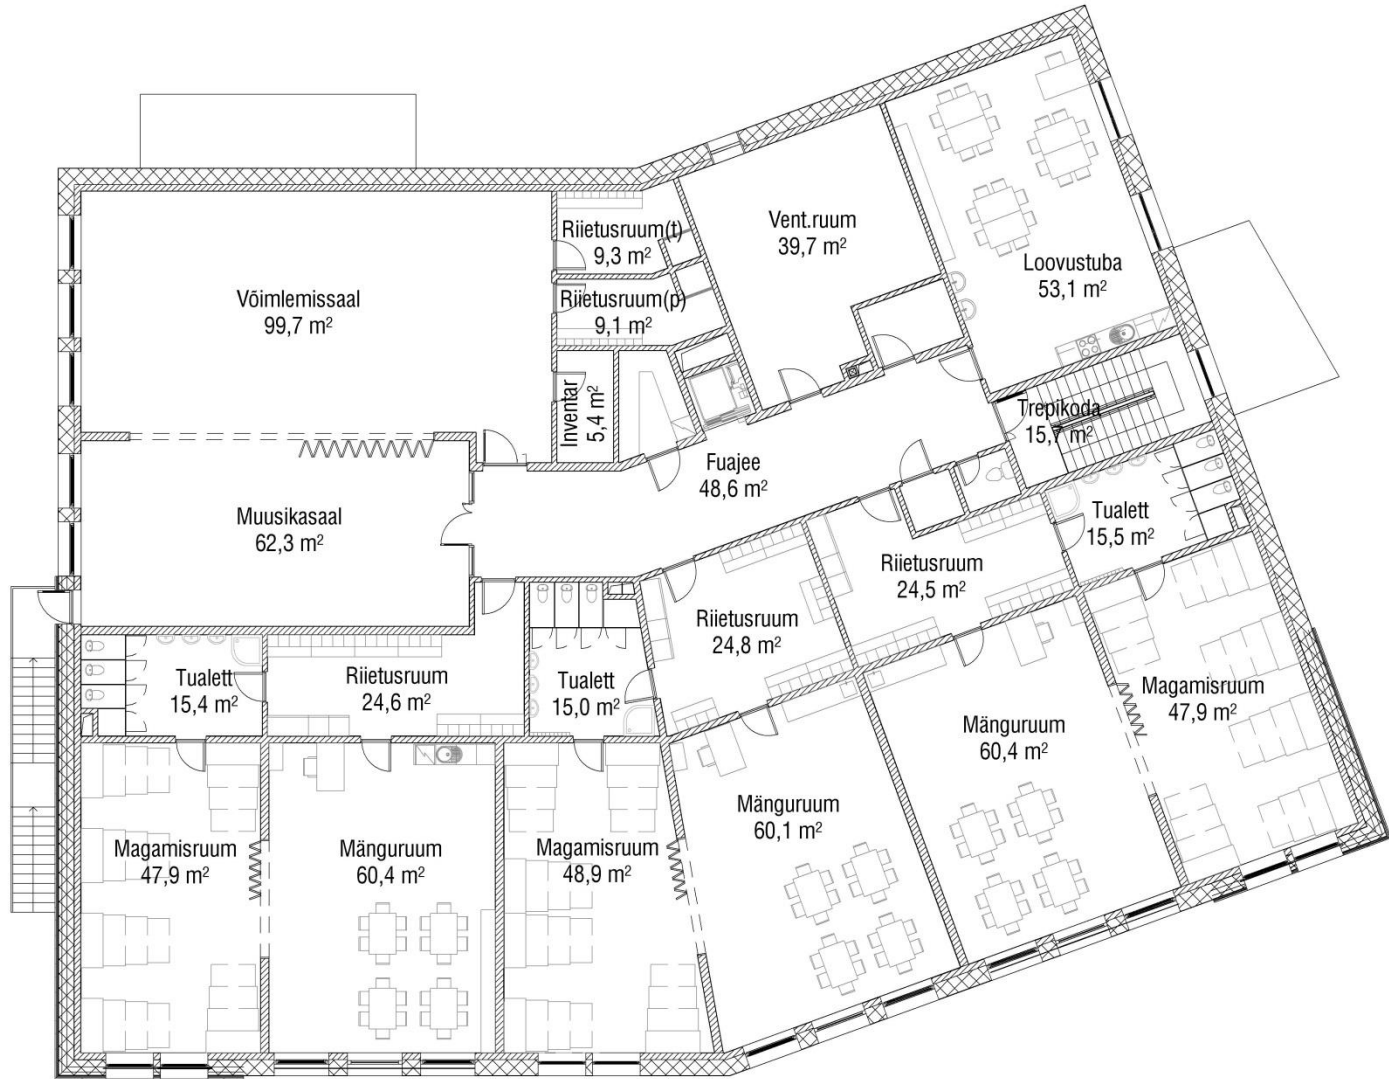 Vent.ruum
39,7 m²
Riietusruum(t)
9,3 m²
Loovustuba
53,1 m²
Võimlemissaal
99,7 m²
Riietusruum(p)
9,1 m²
Inventar
5,4 m²
Trepikoda
15,7 m²
Fuajee
48,6 m²
Muusikasaal
62,3 m²
Tualett
15,5 m²
Riietusruum
24,5 m²
Riietusruum
24,8 m²
Tualett
15,4 m²
Riietusruum
24,6 m²
Tualett
15,0 m²
Magamisruum
47,9 m²
Mänguruum
60,4 m²
Mänguruum
60,1 m²
Magamisruum
47,9 m²
Mänguruum
60,4 m²
Magamisruum
48,9 m²